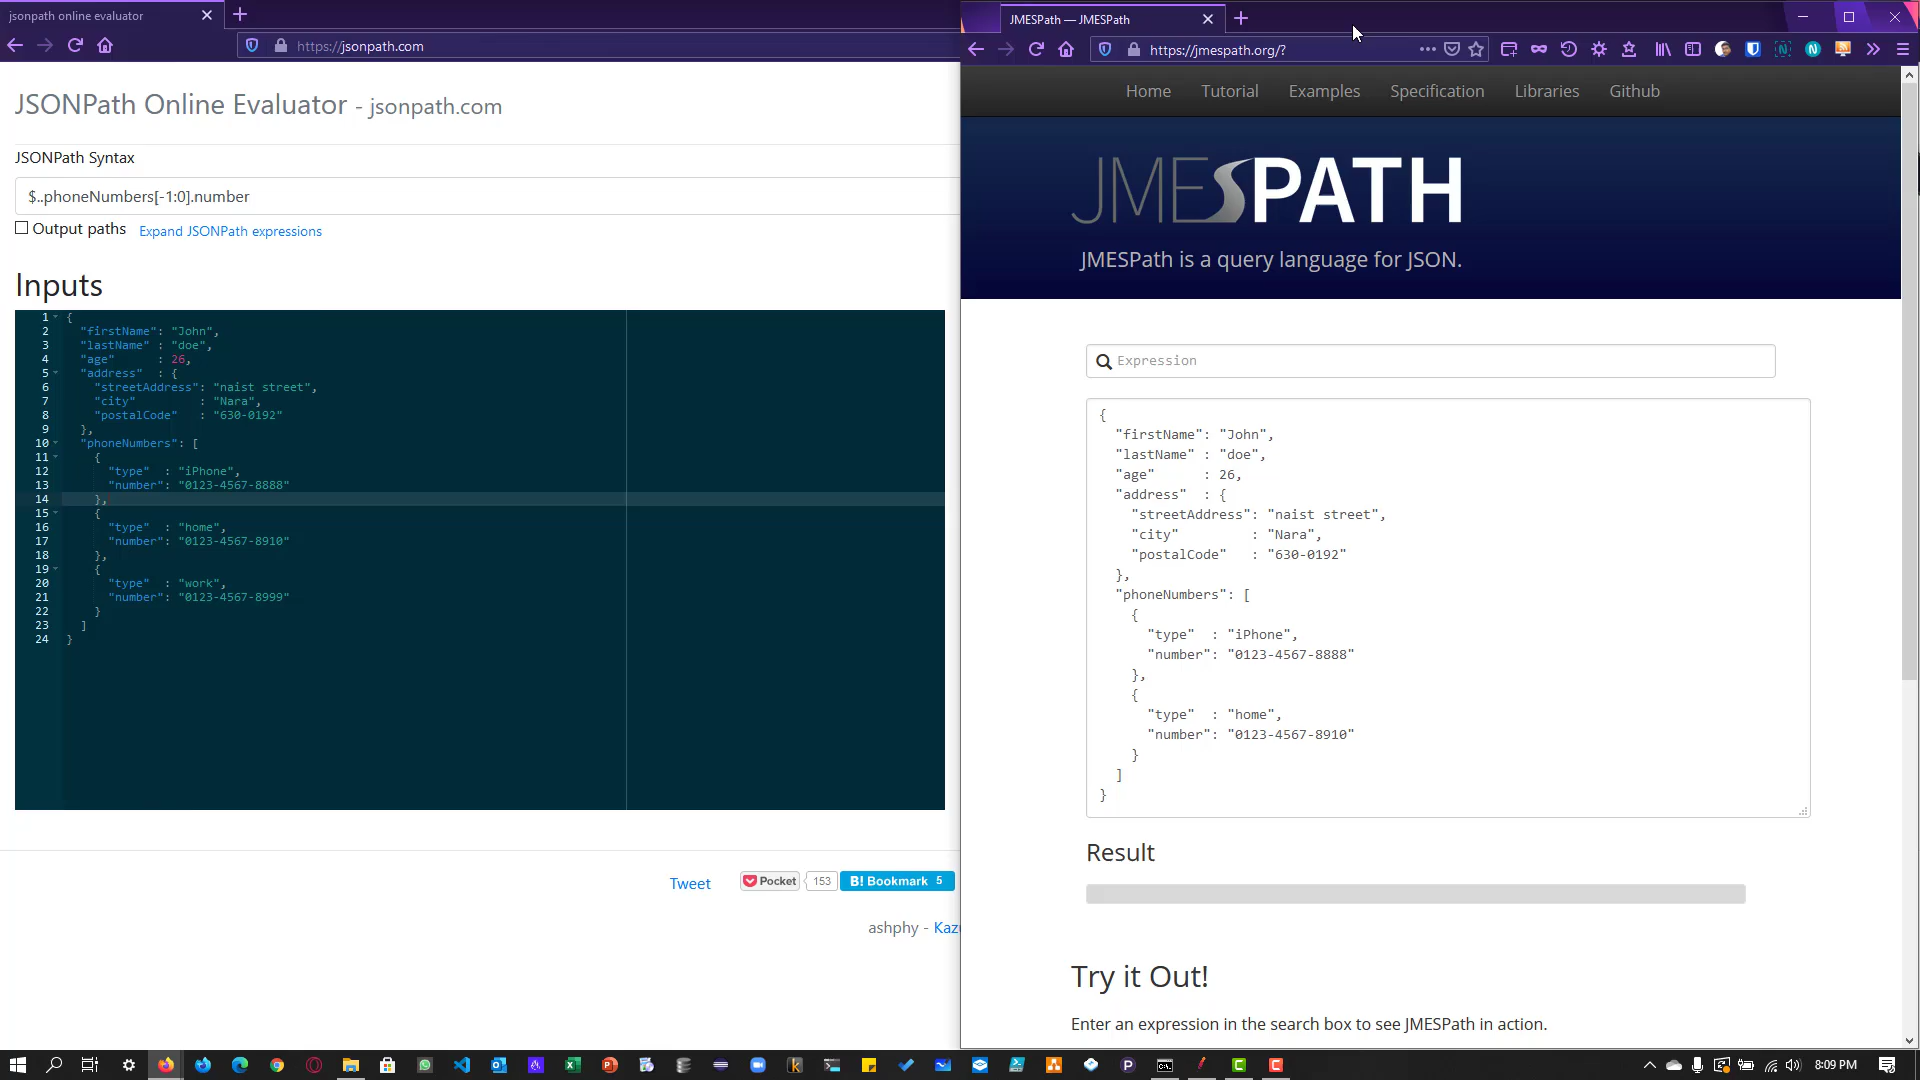 jsonpath online evaluator
https://jsonpath.com
JSONPath Online Evaluator - jsonpath.com
JSONPath Syntax
$..phoneNumbers[-1:0].number
Output paths Expand JSONPath expressions
Inputs
1 {
2 "firstName": "John",
3 "lastName" : "doe",
4 "age" : 26,
5 "address" : {
6 "streetAddress": "naist street",
7 "city" : "Nara",
8 "postalCode" : "630-0192"
9 },
10 "phoneNumbers": [
11 {
12 "type" : "iPhone",
13 "number": "0123-4567-8888"
14 },
15 {
16 "type" : "home",
17 "number": "0123-4567-8910"
18 },
19 {
20 "type" : "work",
21 "number": "0123-4567-8999"
22 }
23 ]
24 }
Tweet Pocket 153 B! Bookmark 5
ashphy - Kaz
JMESPath — JMESPath
https://jmespath.org/?
Home Tutorial Examples Specification Libraries Github
JMESPATH
JMESPath is a query language for JSON.
Expression
{
"firstName": "John",
"lastName" : "doe",
"age" : 26,
"address" : {
"streetAddress": "naist street",
"city" : "Nara",
"postalCode" : "630-0192"
},
"phoneNumbers": [
{
"type" : "iPhone",
"number": "0123-4567-8888"
},
{
"type" : "home",
"number": "0123-4567-8910"
}
]
}
Result
Try it Out!
Enter an expression in the search box to see JMESPath in action.
8:09 PM